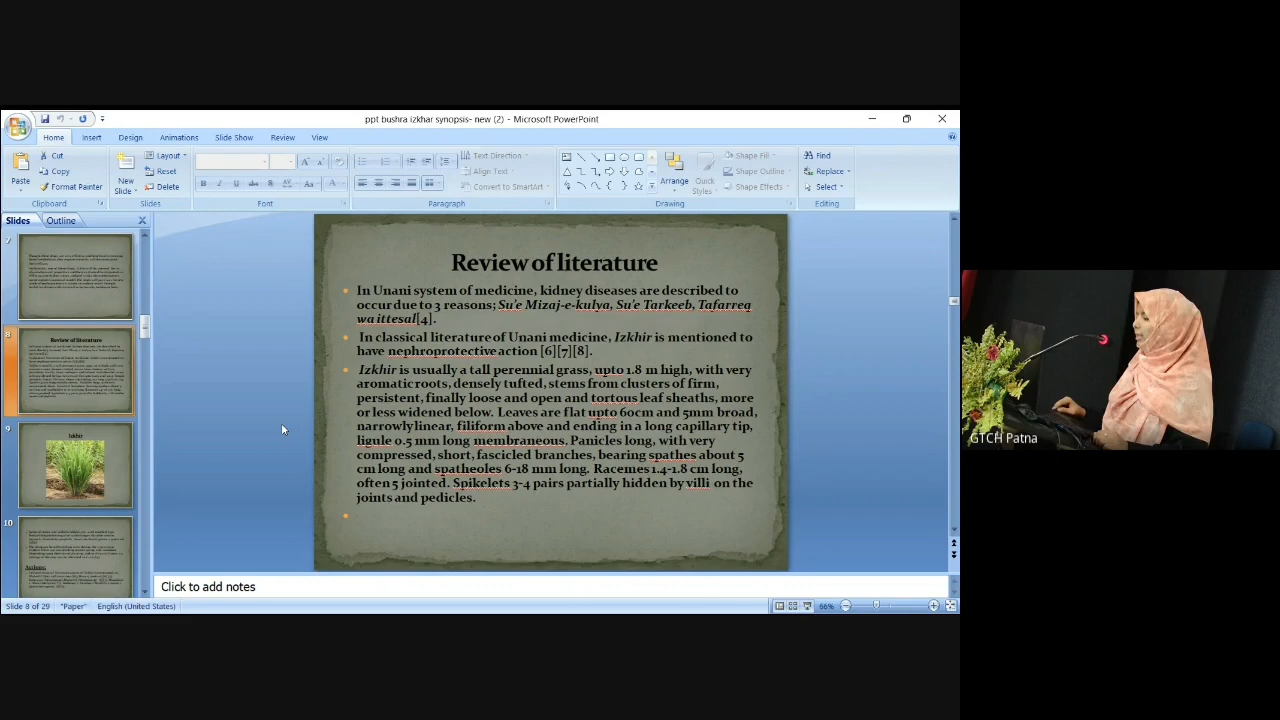 ppt bushra izkhar synopsis- new (2) - Microsoft PowerPoint
Home Insert Design Animations Slide Show Review View
Cut
Copy
Format Painter
Paste
Clipboard
New Slide
Layout
Reset
Delete
Slides
Font
Text Direction
Align Text
Convert to SmartArt
Paragraph
Arrange
Quick Styles
Shape Fill
Shape Outline
Shape Effects
Drawing
Find
Replace
Select
Editing
Slides Outline
7
8
Review of literature
9
Izkhir
10
Review of literature
• In Unani system of medicine, kidney diseases are described to
occur due to 3 reasons; Su'e Mizaj-e-kulya, Su'e Tarkeeb, Tafarreq
wa ittesal[4].
• In classical literature of Unani medicine, Izkhir is mentioned to
have nephroprotective action [6][7][8].
• Izkhir is usually a tall perennial grass, upto 1.8 m high, with very
aromatic roots, densely tufted, stems from clusters of firm,
persistent, finally loose and open and tortous leaf sheaths, more
or less widened below. Leaves are flat upto 60cm and 5mm broad,
narrowly linear, filiform above and ending in a long capillary tip,
ligule 0.5 mm long membraneous. Panicles long, with very
compressed, short, fascicled branches, bearing spathes about 5
cm long and spatheoles 6-18 mm long. Racemes 1.4-1.8 cm long,
often 5 jointed. Spikelets 3-4 pairs partially hidden by villi on the
joints and pedicles.
•
Click to add notes
Slide 8 of 29 "Paper" English (United States) 66%
GTCH Patna